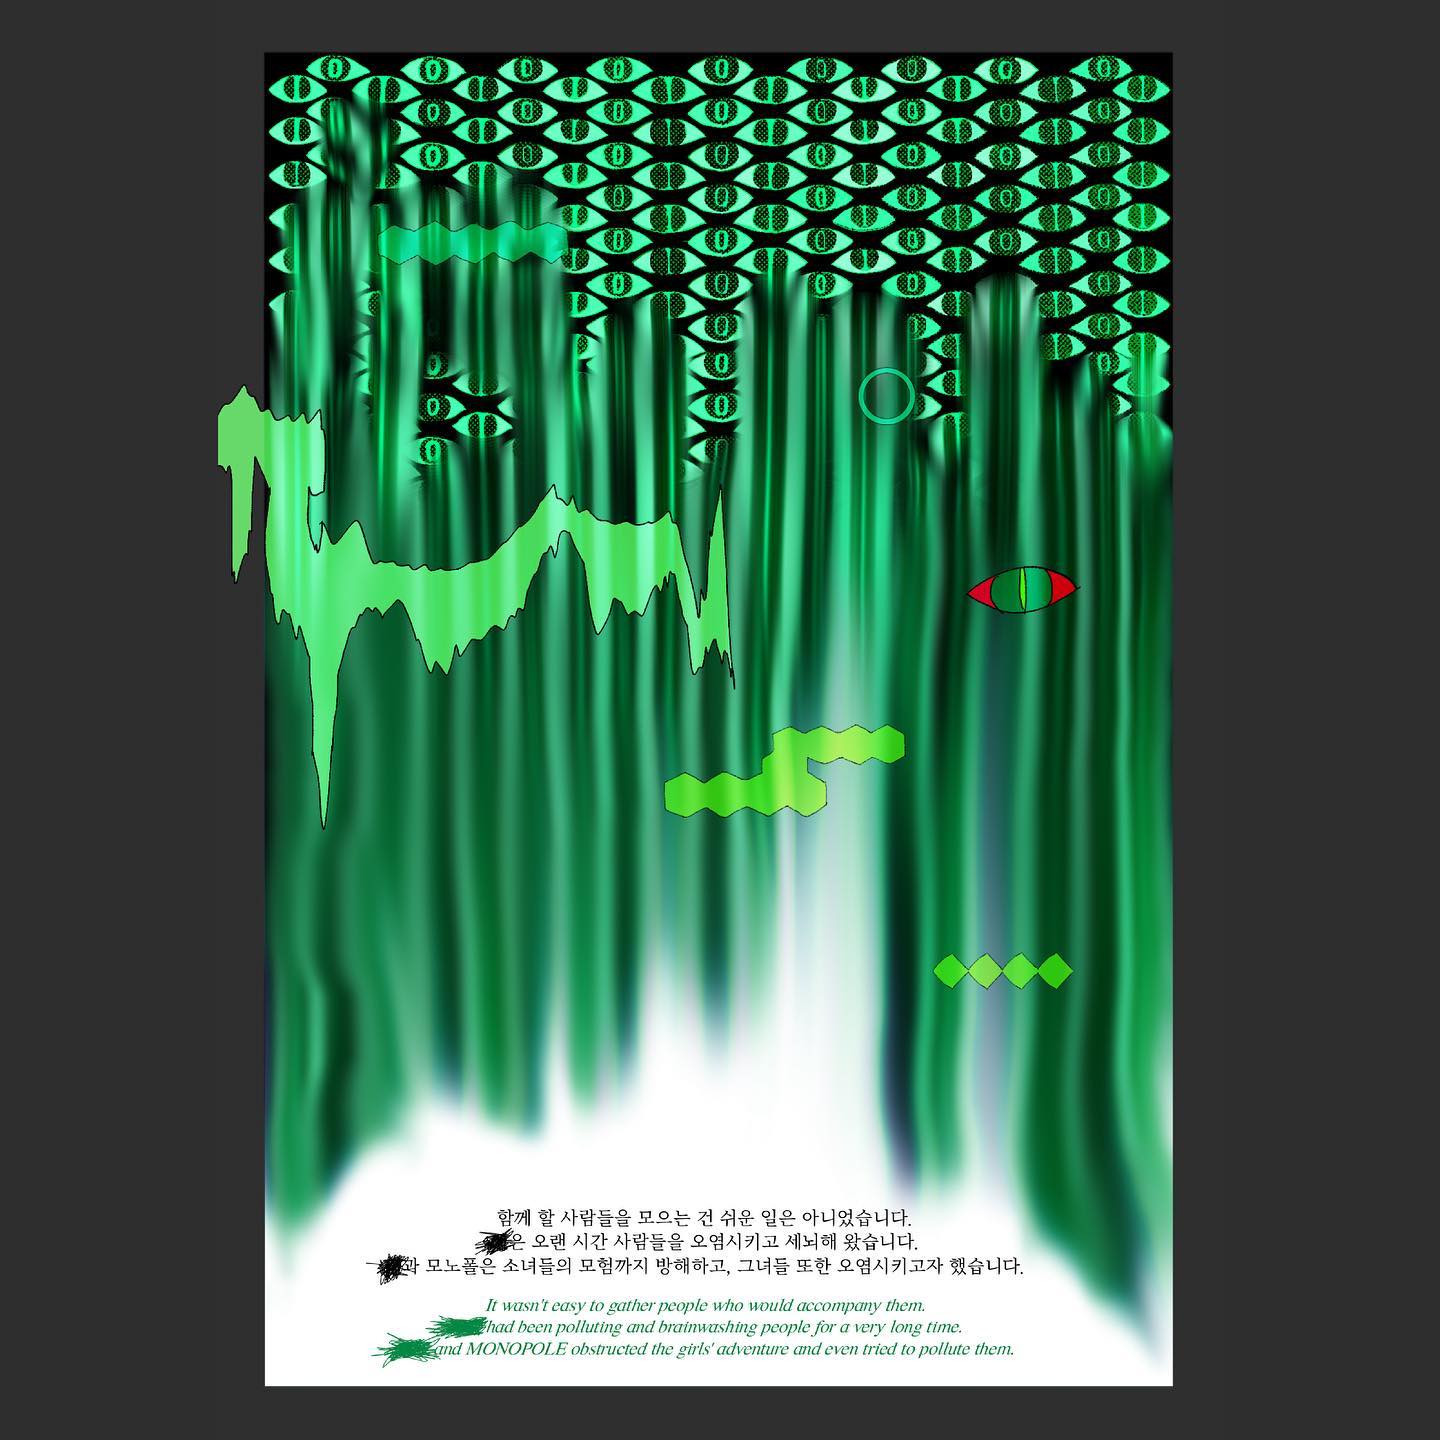 함께 할 사람들을 모으는 건 쉬운 일은 아니었습니다.
은 오랜 시간 사람들을 오염시키고 세뇌해 왔습니다.
과 모노폴은 소녀들의 모험까지 방해하고, 그녀들 또한 오염시키고자 했습니다.
It wasn't easy to gather people who would accompany them.
had been polluting and brainwashing people for a very long time.
and MONOPOLE obstructed the girls' adventure and even tried to pollute them.